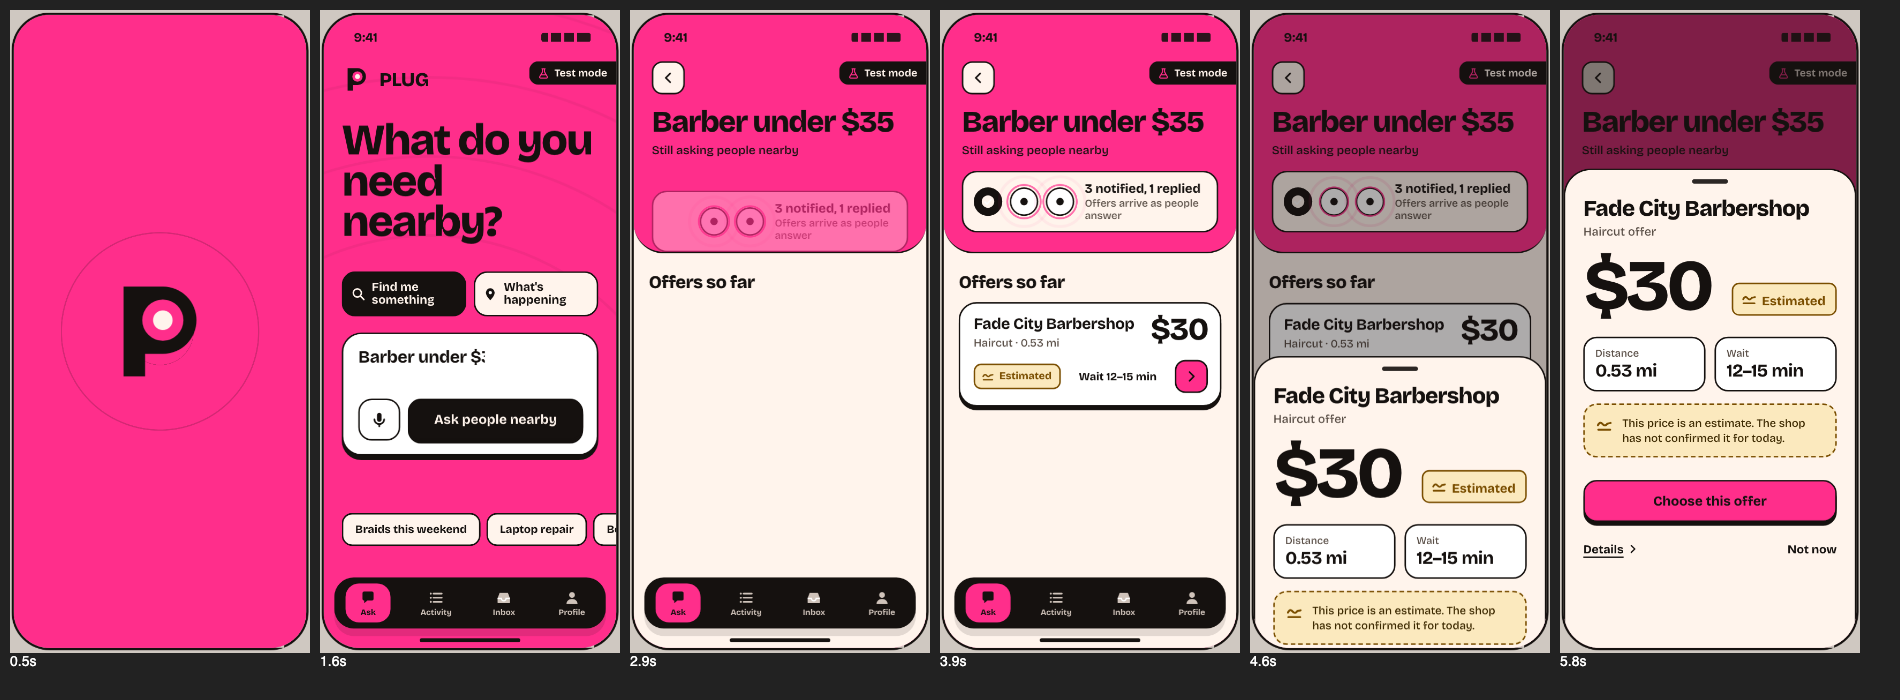 0.5s
9:41
Test mode
PLUG
What do you
need
nearby?
Find me
something
What's
happening
Barber under $
Ask people nearby
Braids this weekend
Laptop repair
Ask
Activity
Inbox
Profile
1.6s
9:41
Test mode
Barber under $35
Still asking people nearby
3 notified, 1 replied
Offers arrive as people
answer
Offers so far
Ask
Activity
Inbox
Profile
2.9s
9:41
Test mode
Barber under $35
Still asking people nearby
3 notified, 1 replied
Offers arrive as people
answer
Offers so far
Fade City Barbershop
$30
Haircut · 0.53 mi
Estimated
Wait 12–15 min
Ask
Activity
Inbox
Profile
3.9s
9:41
Test mode
Barber under $35
Still asking people nearby
3 notified, 1 replied
Offers arrive as people
answer
Offers so far
Fade City Barbershop
$30
Haircut · 0.53 mi
Fade City Barbershop
Haircut offer
$30
Estimated
Distance
0.53 mi
Wait
12–15 min
This price is an estimate. The shop
has not confirmed it for today.
4.6s
9:41
Test mode
Barber under $35
Still asking people nearby
Fade City Barbershop
Haircut offer
$30
Estimated
Distance
0.53 mi
Wait
12–15 min
This price is an estimate. The shop
has not confirmed it for today.
Choose this offer
Details
Not now
5.8s